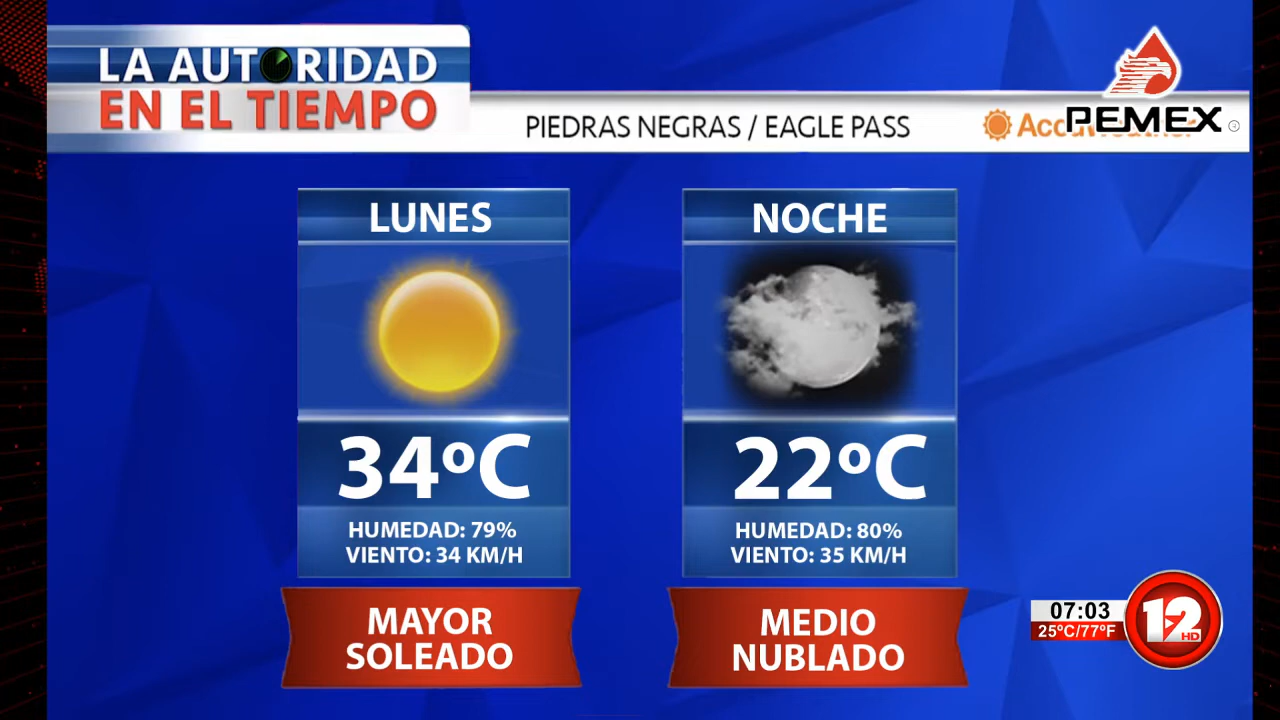 LA AUTORIDAD
EN EL TIEMPO
PIEDRAS NEGRAS / EAGLE PASS
PEMEX
LUNES
34ºC
HUMEDAD: 79%
VIENTO: 34 KM/H
MAYOR
SOLEADO
NOCHE
22ºC
HUMEDAD: 80%
VIENTO: 35 KM/H
MEDIO
NUBLADO
07:03
25ºC/77ºF
12
HD